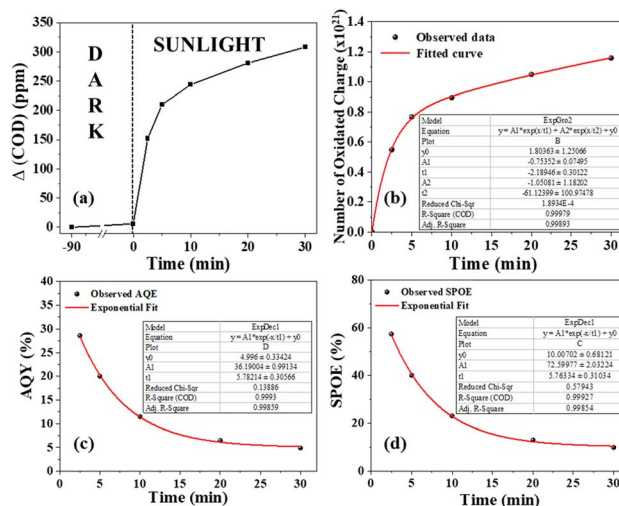 350
300
250
200
150
100
50
0
Δ (COD) (ppm)
D
A
R
K
SUNLIGHT
(a)
-90 0 5 10 15 20 25 30
Time (min)
1.8
1.5
1.2
0.9
0.6
0.3
0.0
Number of Oxidated Charge (x10²¹)
Observed data
Fitted curve
Model ExpGro2
Equation y = A1*exp(x/t1) + A2*exp(x/t2) + y0
Plot B
y0 1.80363 ± 1.25066
A1 -0.75352 ± 0.07495
t1 -2.18946 ± 0.30122
A2 -1.05081 ± 1.18202
t2 -61.12399 ± 100.97478
Reduced Chi-Sqr 1.8934E-4
R-Square (COD) 0.99979
Adj. R-Square 0.99893
(b)
0 5 10 15 20 25 30
Time (min)
40
35
30
25
20
15
10
5
0
AQY (%)
Observed AQE
Exponential Fit
Model ExpDec1
Equation y = A1*exp(-x/t1) + y0
Plot D
y0 4.996 ± 0.33424
A1 36.19004 ± 0.99134
t1 5.78214 ± 0.30566
Reduced Chi-Sqr 0.13886
R-Square (COD) 0.9993
Adj. R-Square 0.99859
(c)
0 5 10 15 20 25 30
Time (min)
80
60
40
20
0
SPOE (%)
Observed SPOE
Exponential Fit
Model ExpDec1
Equation y = A1*exp(-x/t1) + y0
Plot C
y0 10.00702 ± 0.68121
A1 72.59977 ± 2.03224
t1 5.76334 ± 0.31034
Reduced Chi-Sqr 0.57943
R-Square (COD) 0.99927
Adj. R-Square 0.99854
(d)
0 5 10 15 20 25 30
Time (min)